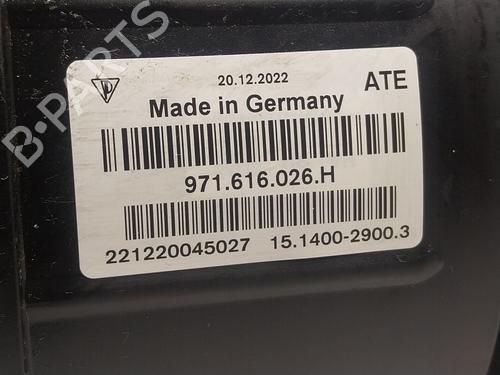 B-PARTS
20.12.2022
ATE
Made in Germany
971.616.026.H
221220045027 15.1400-2900.3